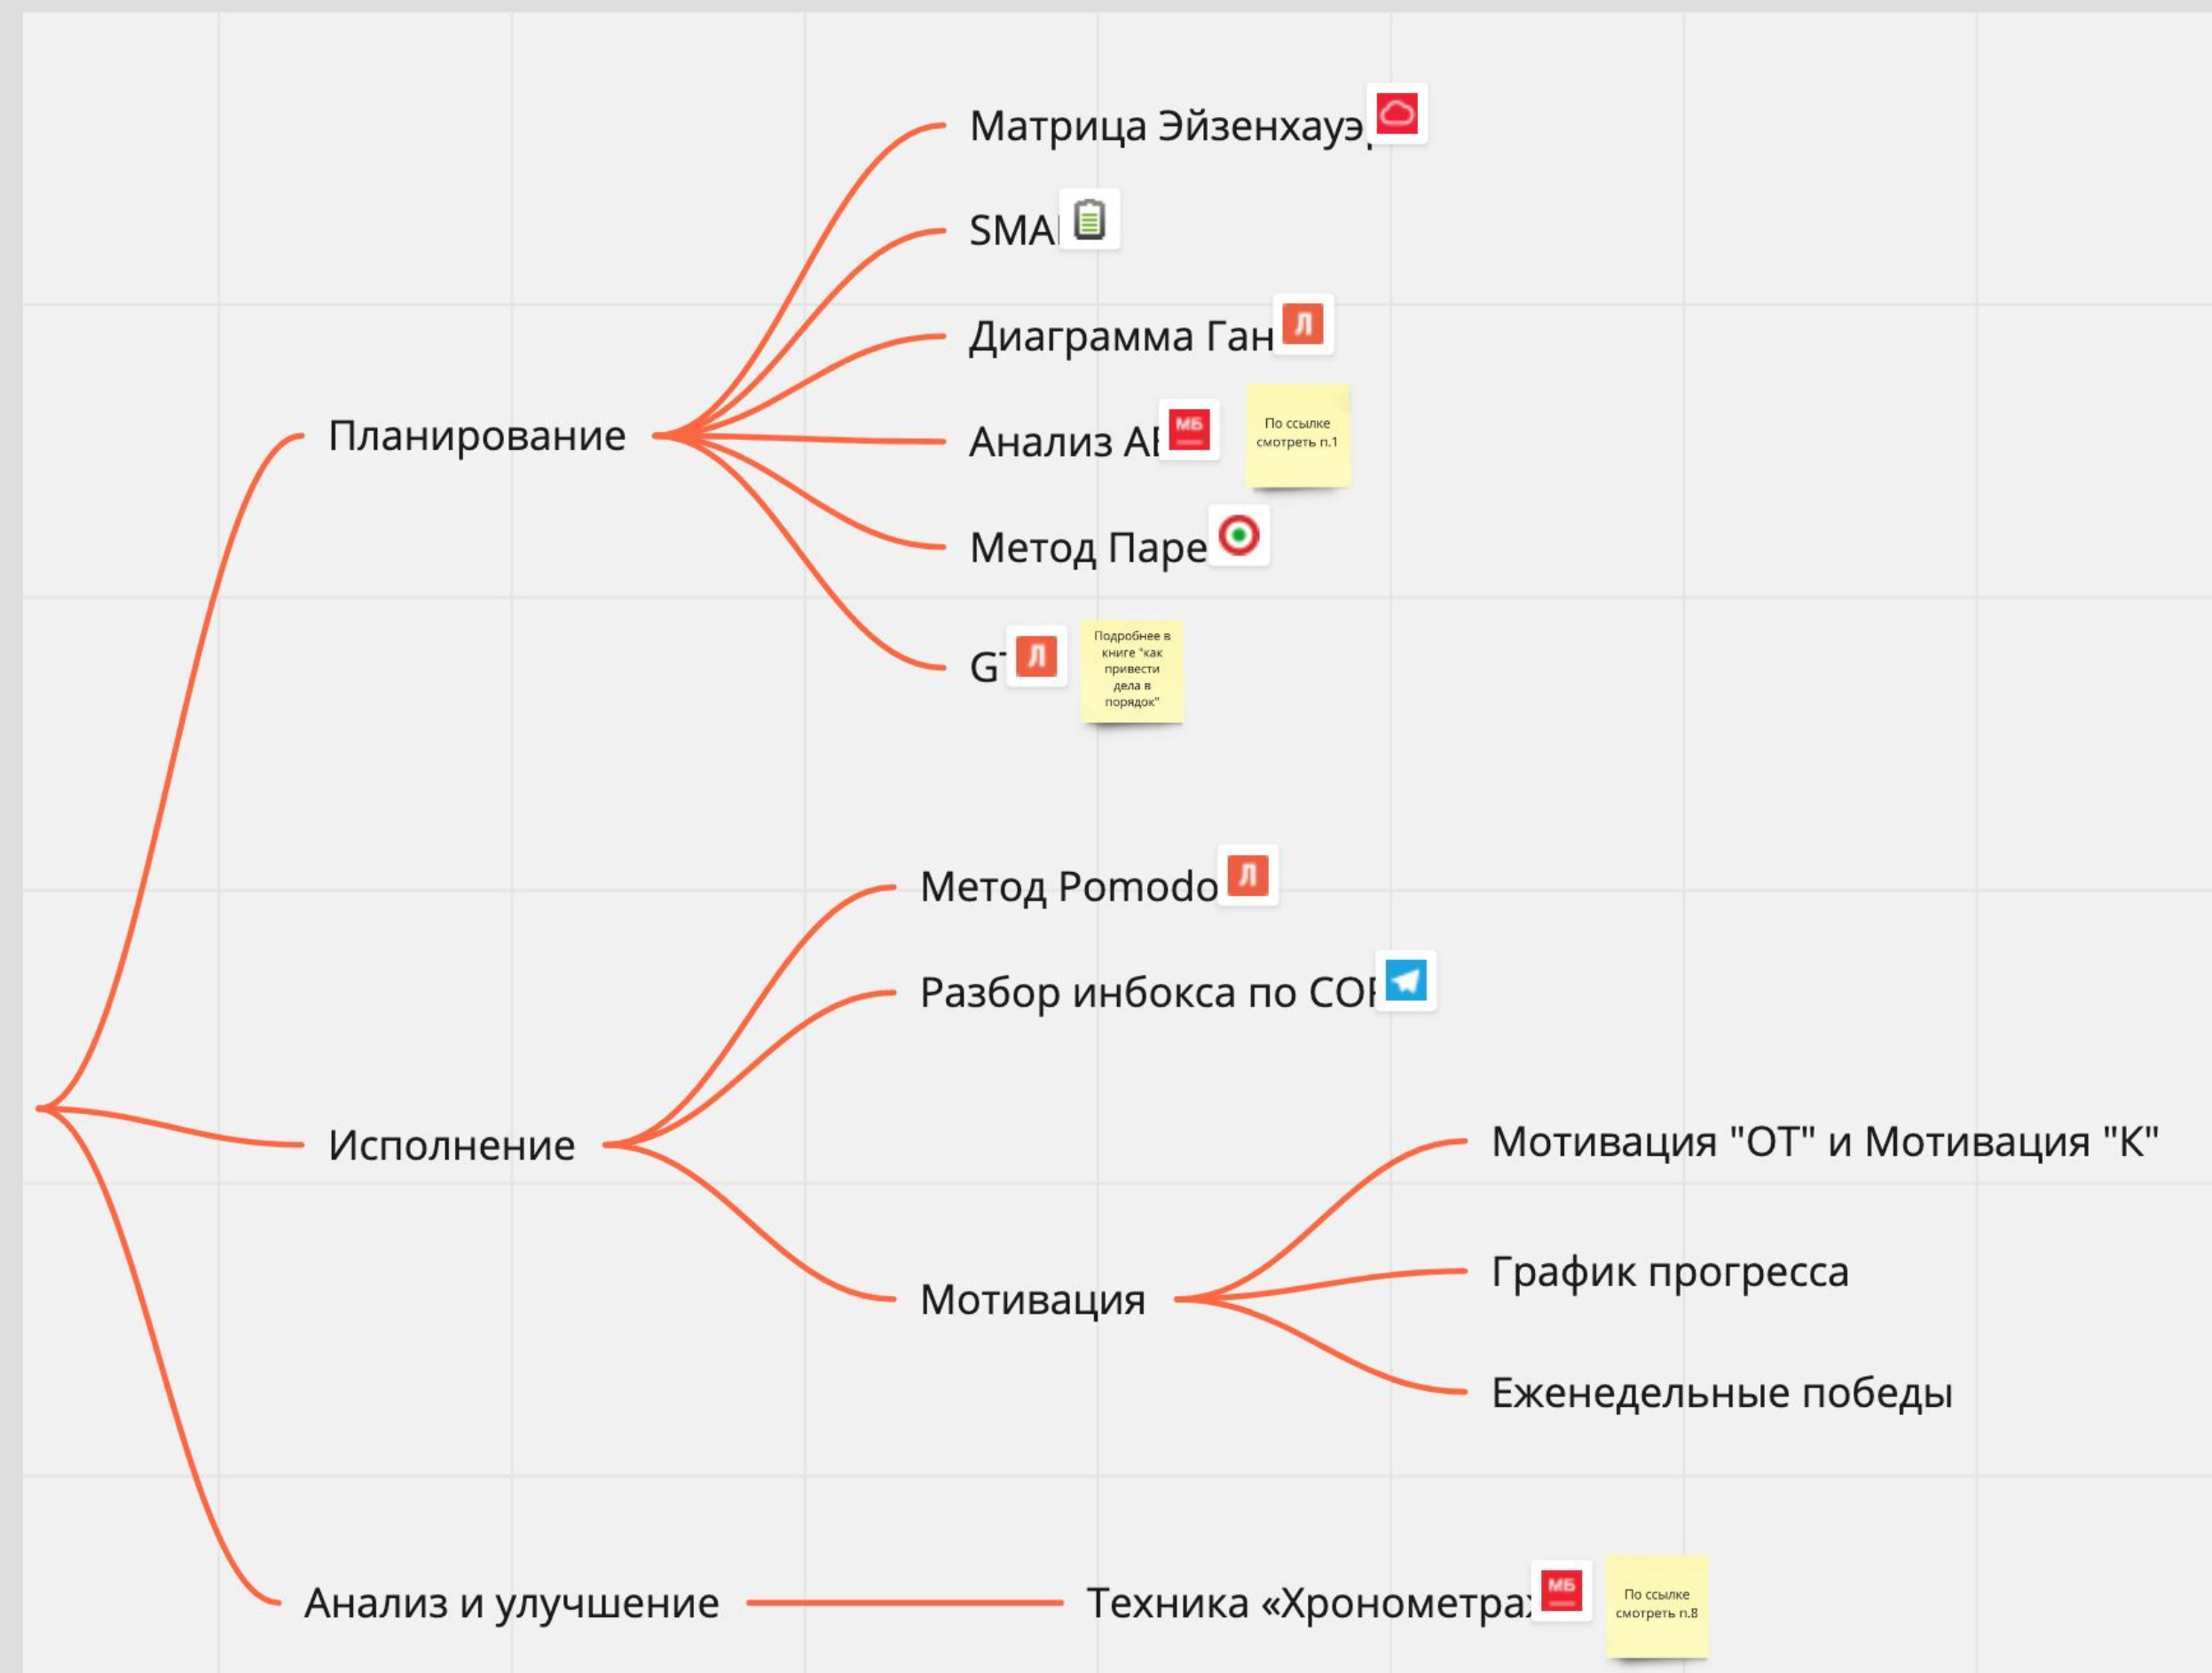 Матрица Эйзенхауэ
SMA
Диаграмма Ган
Л
Анализ А
МБ
По ссылке
смотреть п.1
Планирование
Метод Паре
G
Л
Подробнее в
книге "как
привести
дела в
порядок"
Метод Pomodo
Л
Разбор инбокса по CO
Исполнение
Мотивация "ОТ" и Мотивация "К"
График прогресса
Мотивация
Еженедельные победы
Анализ и улучшение
Техника «Хронометра
МБ
По ссылке
смотреть п.8